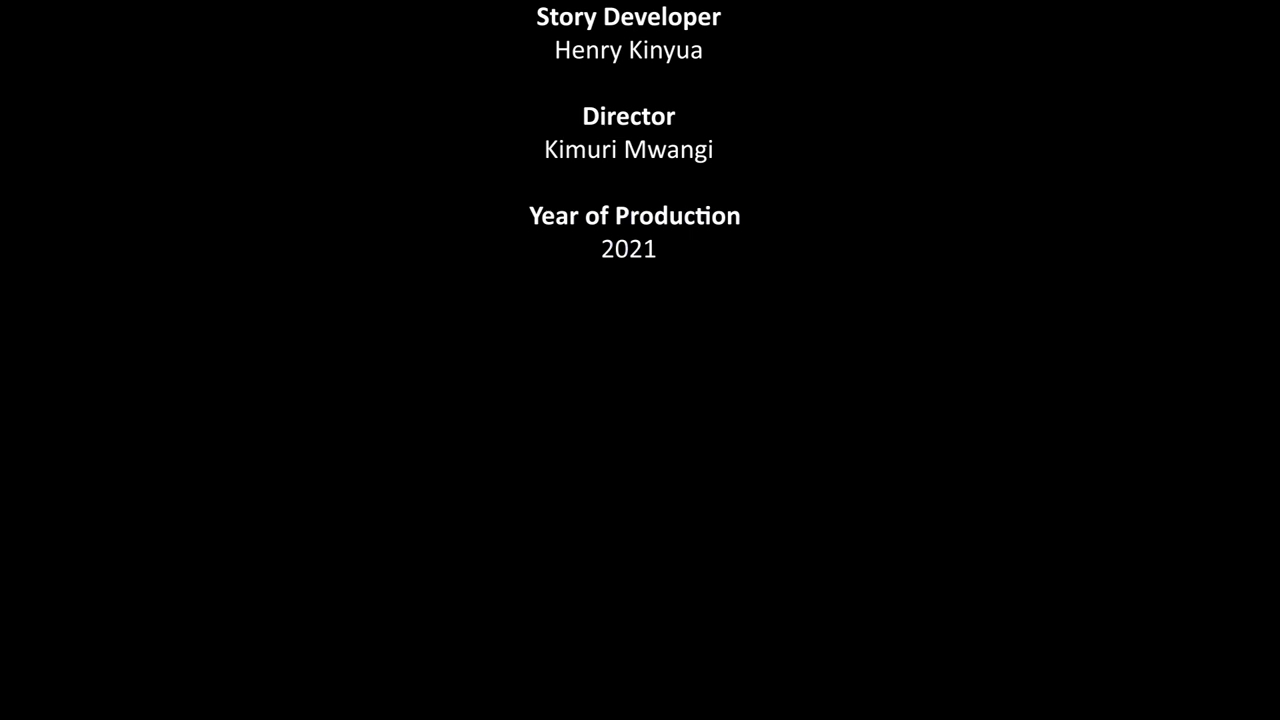 Story Developer
Henry Kinyua
Director
Kimuri Mwangi
Year of Production
2021